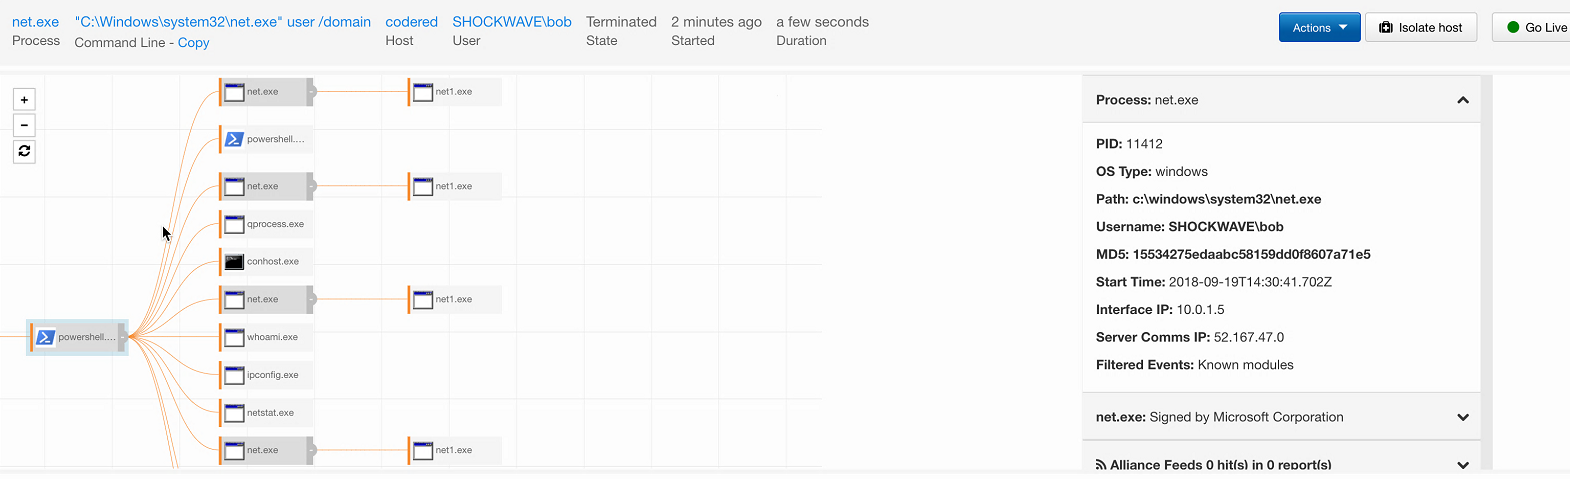 net.exe "C:\Windows\system32\net.exe" user /domain codered SHOCKWAVE\bob Terminated 2 minutes ago a few seconds
Process Command Line - Copy Host User State Started Duration
Actions Isolate host Go Live
+
−
net.exe net1.exe
powershell....
net.exe net1.exe
qprocess.exe
conhost.exe
net.exe net1.exe
powershell.... whoami.exe
ipconfig.exe
netstat.exe
net.exe net1.exe
Process: net.exe
PID: 11412
OS Type: windows
Path: c:\windows\system32\net.exe
Username: SHOCKWAVE\bob
MD5: 15534275edaabc58159dd0f8607a71e5
Start Time: 2018-09-19T14:30:41.702Z
Interface IP: 10.0.1.5
Server Comms IP: 52.167.47.0
Filtered Events: Known modules
net.exe: Signed by Microsoft Corporation
Alliance Feeds 0 hit(s) in 0 report(s)